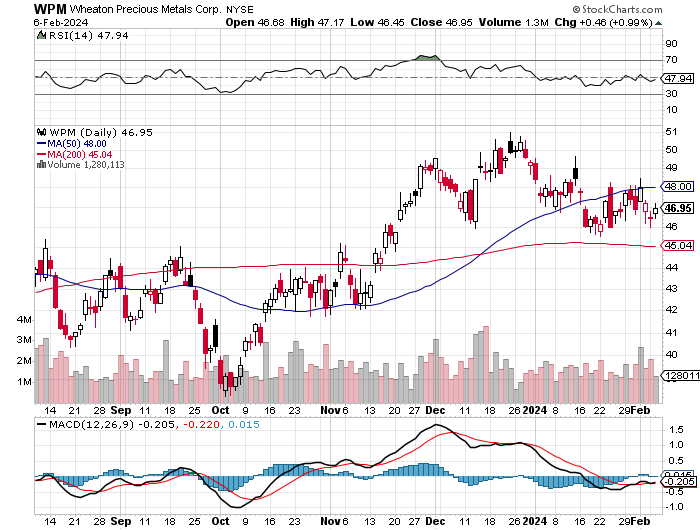 WPM Wheaton Precious Metals Corp. NYSE © StockCharts.com
6-Feb-2024 Open 46.68 High 47.17 Low 46.45 Close 46.95 Volume 1.3M Chg +0.46 (+0.99%)
RSI(14) 47.94
90
70
47.94
30
10
WPM (Daily) 46.95
MA(50) 48.00
MA(200) 45.04
Volume 1,280,113
51
50
49
48.00
46.95
46
45.04
44
43
42
41
40
4M
3M
2M
1M
128011
14 21 28 Sep 11 18 25 Oct 9 16 23 Nov 6 13 20 27 Dec 11 18 26 2024 8 16 22 29 Feb
MACD(12,26,9) -0.205, -0.220, 0.015
1.5
1.0
0.5
0.015
-0.205
-0.5
-1.0
14 21 28 Sep 11 18 25 Oct 9 16 23 Nov 6 13 20 27 Dec 11 18 26 2024 8 16 22 29 Feb